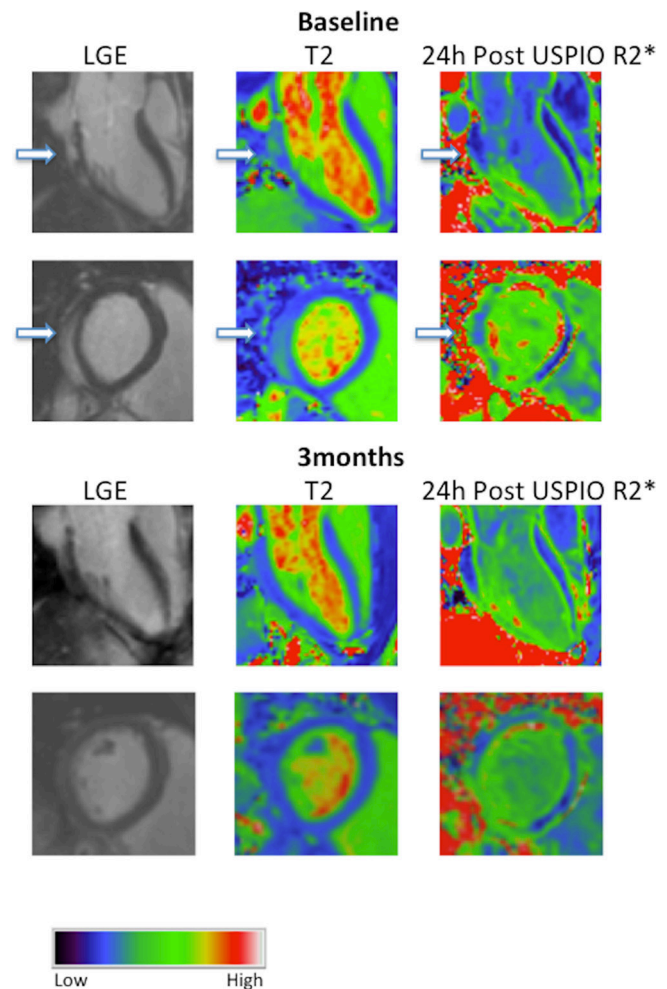 Baseline
LGE T2 24h Post USPIO R2*
3months
LGE T2 24h Post USPIO R2*
Low High